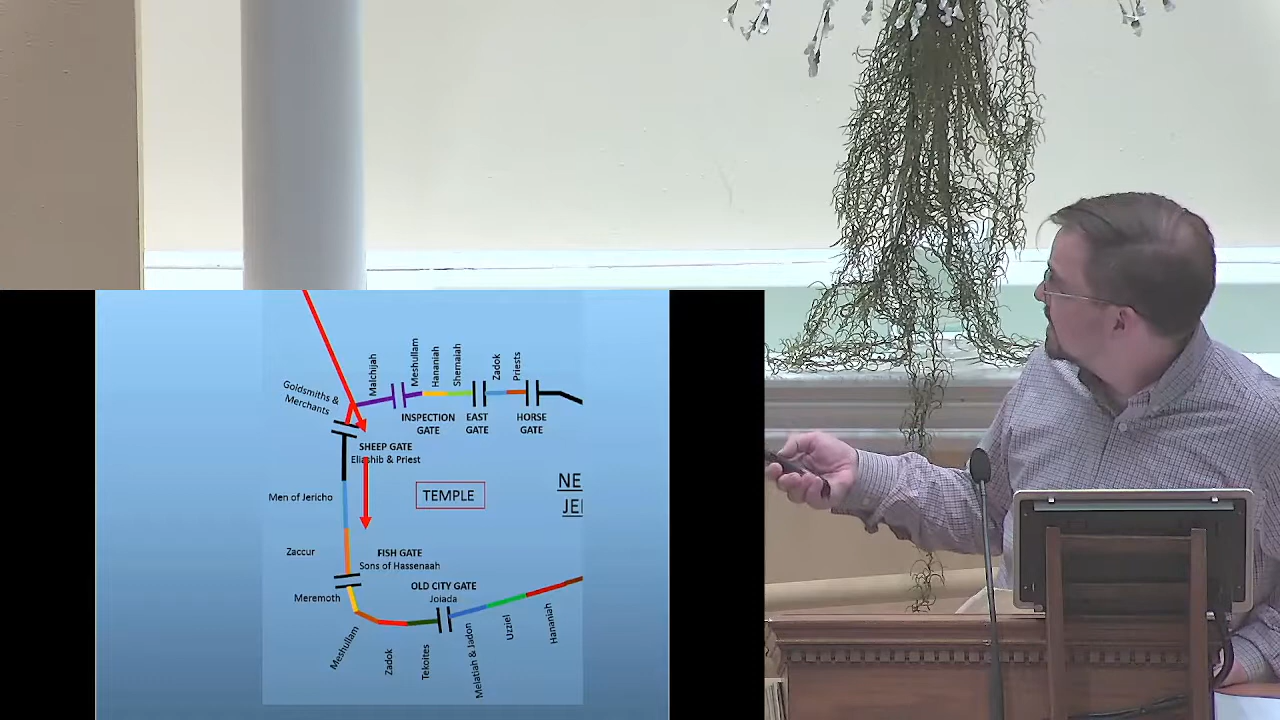 Malchijah
Meshullam
Hananiah
Shemaiah
Zadok
Priests
Goldsmiths &
Merchants
INSPECTION
GATE
EAST
GATE
HORSE
GATE
SHEEP GATE
Eliashib & Priest
Men of Jericho
TEMPLE
NE
JE
Zaccur
FISH GATE
Sons of Hassenaah
Meremoth
OLD CITY GATE
Joiada
Meshullam
Zadok
Tekoites
Melatiah & Jadon
Uzziel
Hananiah